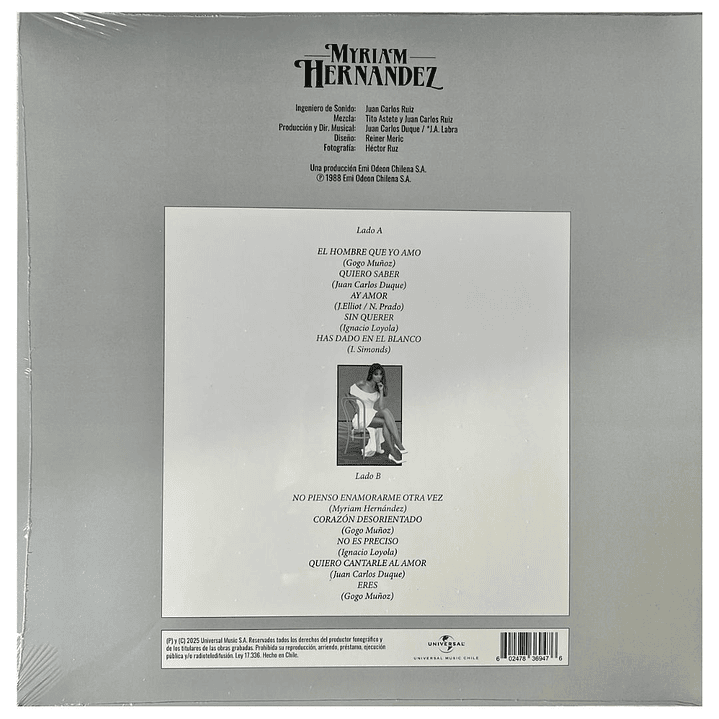 MYRIAM
HERNANDEZ
Ingeniero de Sonido: Juan Carlos Ruiz
Mezcla: Tito Astete y Juan Carlos Ruiz
Producción y Dir. Musical: Juan Carlos Duque / *J.A. Labra
Diseño: Reiner Meric
Fotografía: Héctor Ruz
Una producción Emi Odeon Chilena S.A.
℗ 1988 Emi Odeon Chilena S.A.
Lado A
EL HOMBRE QUE YO AMO
(Gogo Muñoz)
QUIERO SABER
(Juan Carlos Duque)
AY AMOR
(J.Elliot / N. Prado)
SIN QUERER
(Ignacio Loyola)
HAS DADO EN EL BLANCO
(I. Simonds)
Lado B
NO PIENSO ENAMORARME OTRA VEZ
(Myriam Hernández)
CORAZÓN DESORIENTADO
(Gogo Muñoz)
NO ES PRECISO
(Ignacio Loyola)
QUIERO CANTARLE AL AMOR
(Juan Carlos Duque)
ERES
(Gogo Muñoz)
(P) y (C) 2025 Universal Music S.A. Reservados todos los derechos del productor fonográfico y
de los titulares de las obras grabadas. Prohibida su reproducción, arriendo, préstamo, ejecución
pública y/o radioteledifusión. Ley 17.336. Hecho en Chile.
UNIVERSAL
UNIVERSAL MUSIC CHILE
6 02478 36947 6